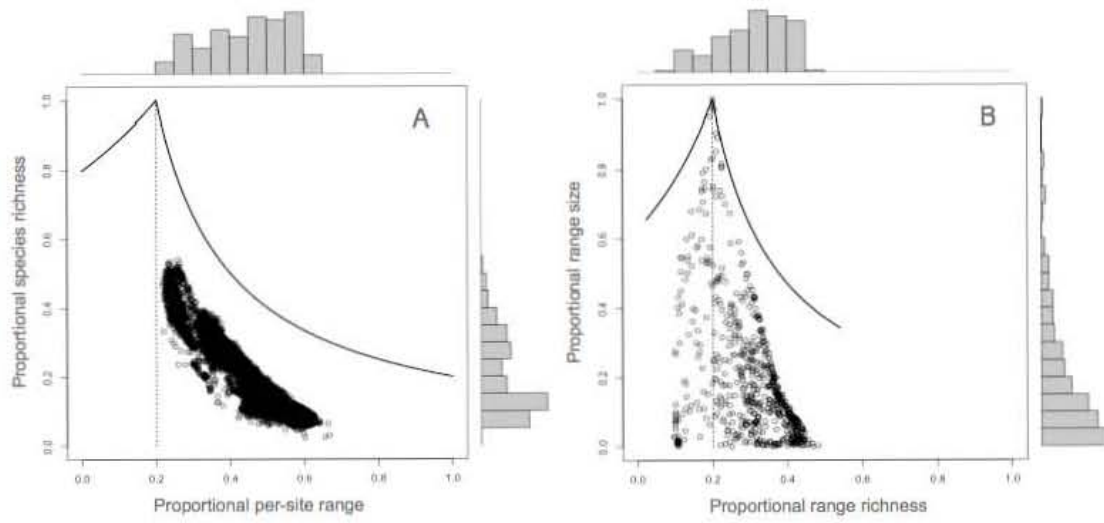 A
Proportional species richness
0.0 0.2 0.4 0.6 0.8 1.0
0.0 0.2 0.4 0.6 0.8 1.0
Proportional per-site range
B
Proportional range size
0.0 0.2 0.4 0.6 0.8 1.0
0.0 0.2 0.4 0.6 0.8 1.0
Proportional range richness